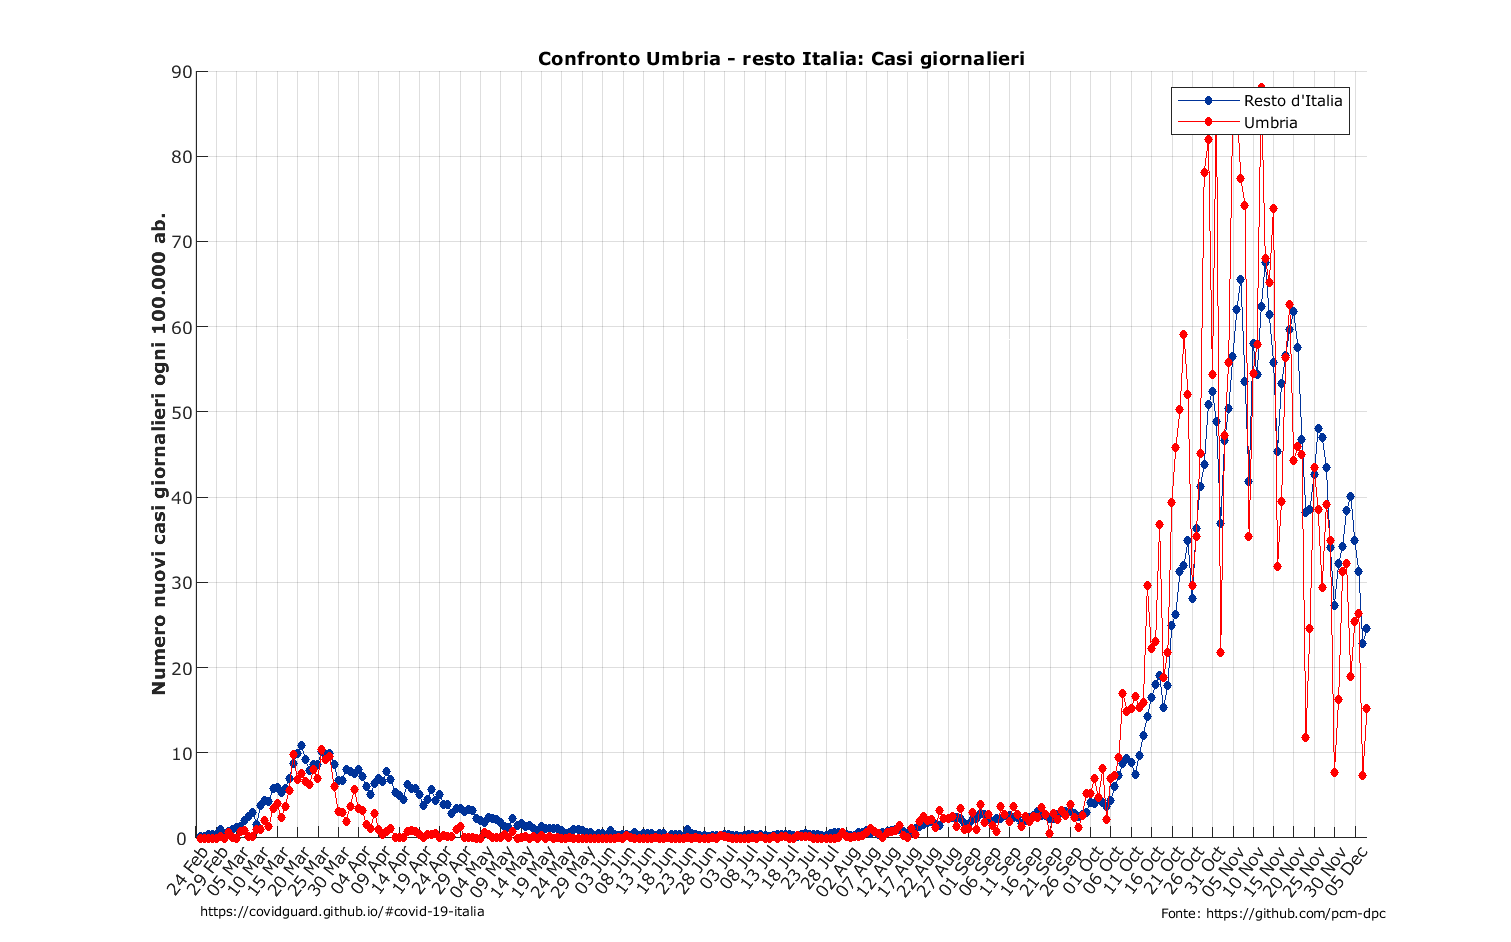 Confronto Umbria - resto Italia: Casi giornalieri
Resto d'Italia
Umbria
Numero nuovi casi giornalieri ogni 100.000 ab.
90
80
70
60
50
40
30
20
10
0
24 Feb
29 Feb
05 Mar
10 Mar
15 Mar
20 Mar
25 Mar
30 Mar
04 Apr
09 Apr
14 Apr
19 Apr
24 Apr
29 Apr
04 May
09 May
14 May
19 May
24 May
29 May
03 Jun
08 Jun
13 Jun
18 Jun
23 Jun
28 Jun
03 Jul
08 Jul
13 Jul
18 Jul
23 Jul
28 Jul
02 Aug
07 Aug
12 Aug
17 Aug
22 Aug
27 Aug
01 Sep
06 Sep
11 Sep
16 Sep
21 Sep
26 Sep
01 Oct
06 Oct
11 Oct
16 Oct
21 Oct
26 Oct
31 Oct
05 Nov
10 Nov
15 Nov
20 Nov
25 Nov
30 Nov
05 Dec
https://covidguard.github.io/#covid-19-italia
Fonte: https://github.com/pcm-dpc